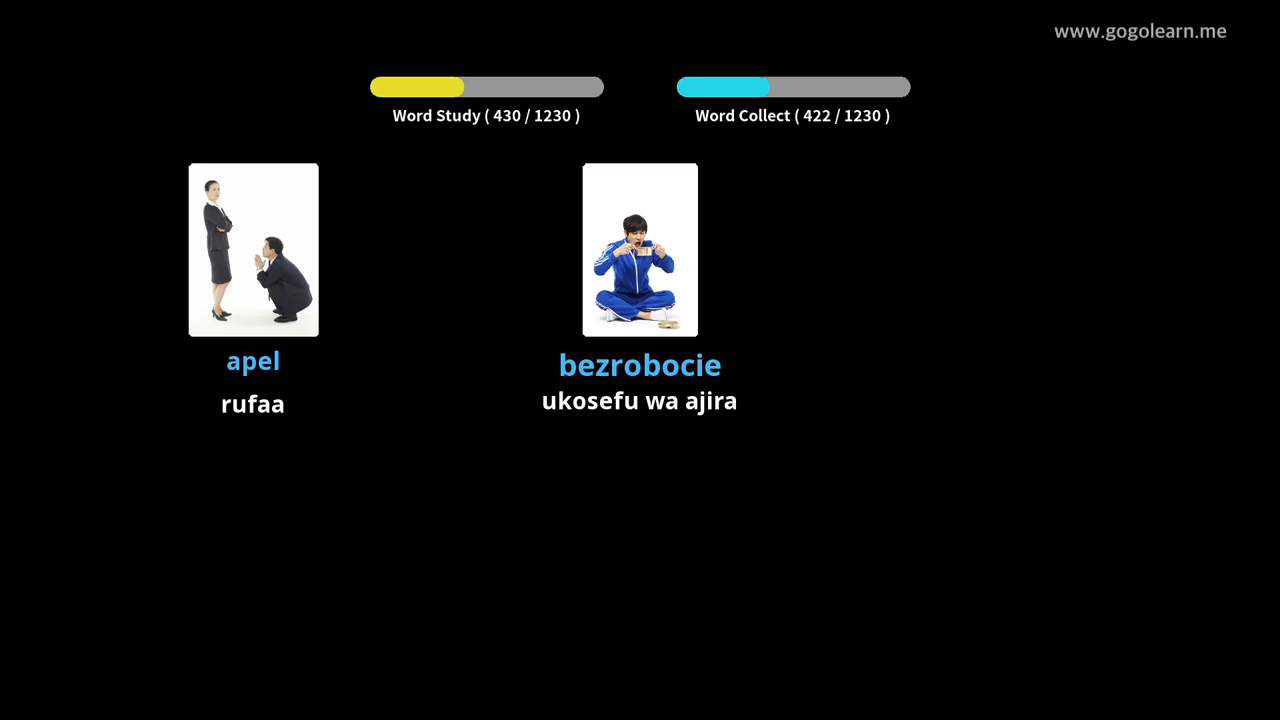 www.gogolearn.me
Word Study ( 430 / 1230 )
Word Collect ( 422 / 1230 )
apel
rufaa
bezrobocie
ukosefu wa ajira